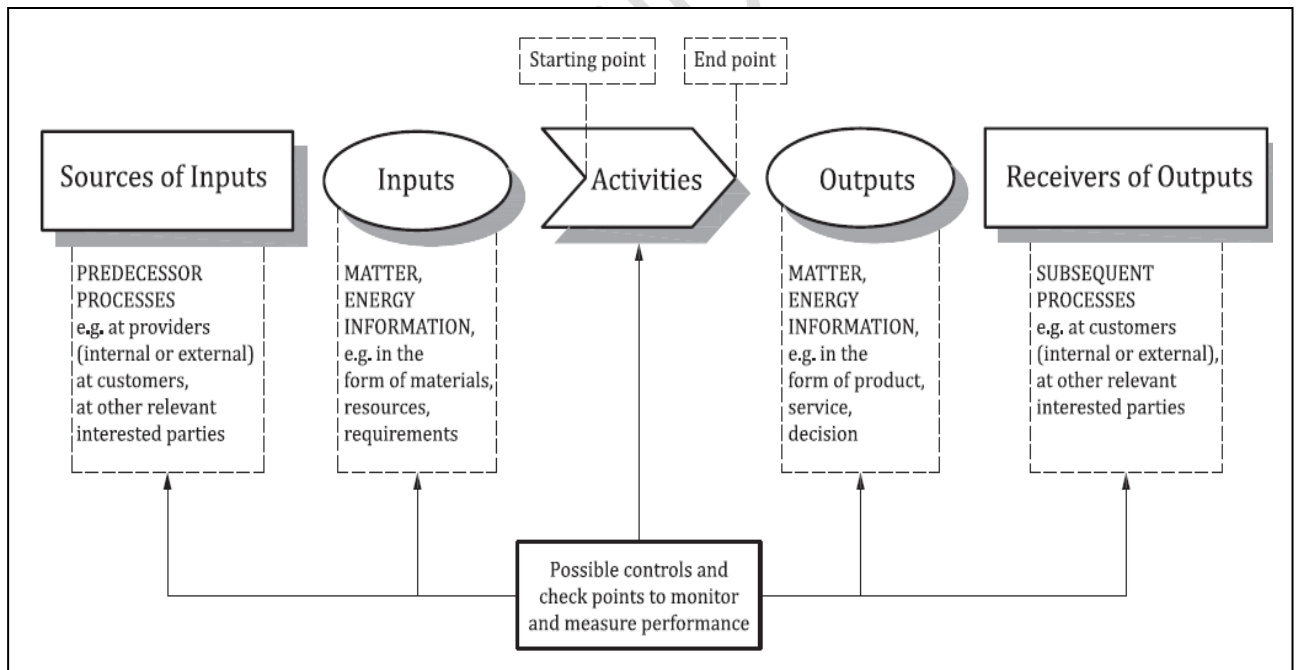 Starting point
End point
Sources of Inputs
Inputs
Activities
Outputs
Receivers of Outputs
PREDECESSOR
PROCESSES
e.g. at providers
(internal or external)
at customers,
at other relevant
interested parties
MATTER,
ENERGY
INFORMATION,
e.g. in the
form of materials,
resources,
requirements
MATTER,
ENERGY
INFORMATION,
e.g. in the
form of product,
service,
decision
SUBSEQUENT
PROCESSES
e.g. at customers
(internal or external),
at other relevant
interested parties
Possible controls and
check points to monitor
and measure performance